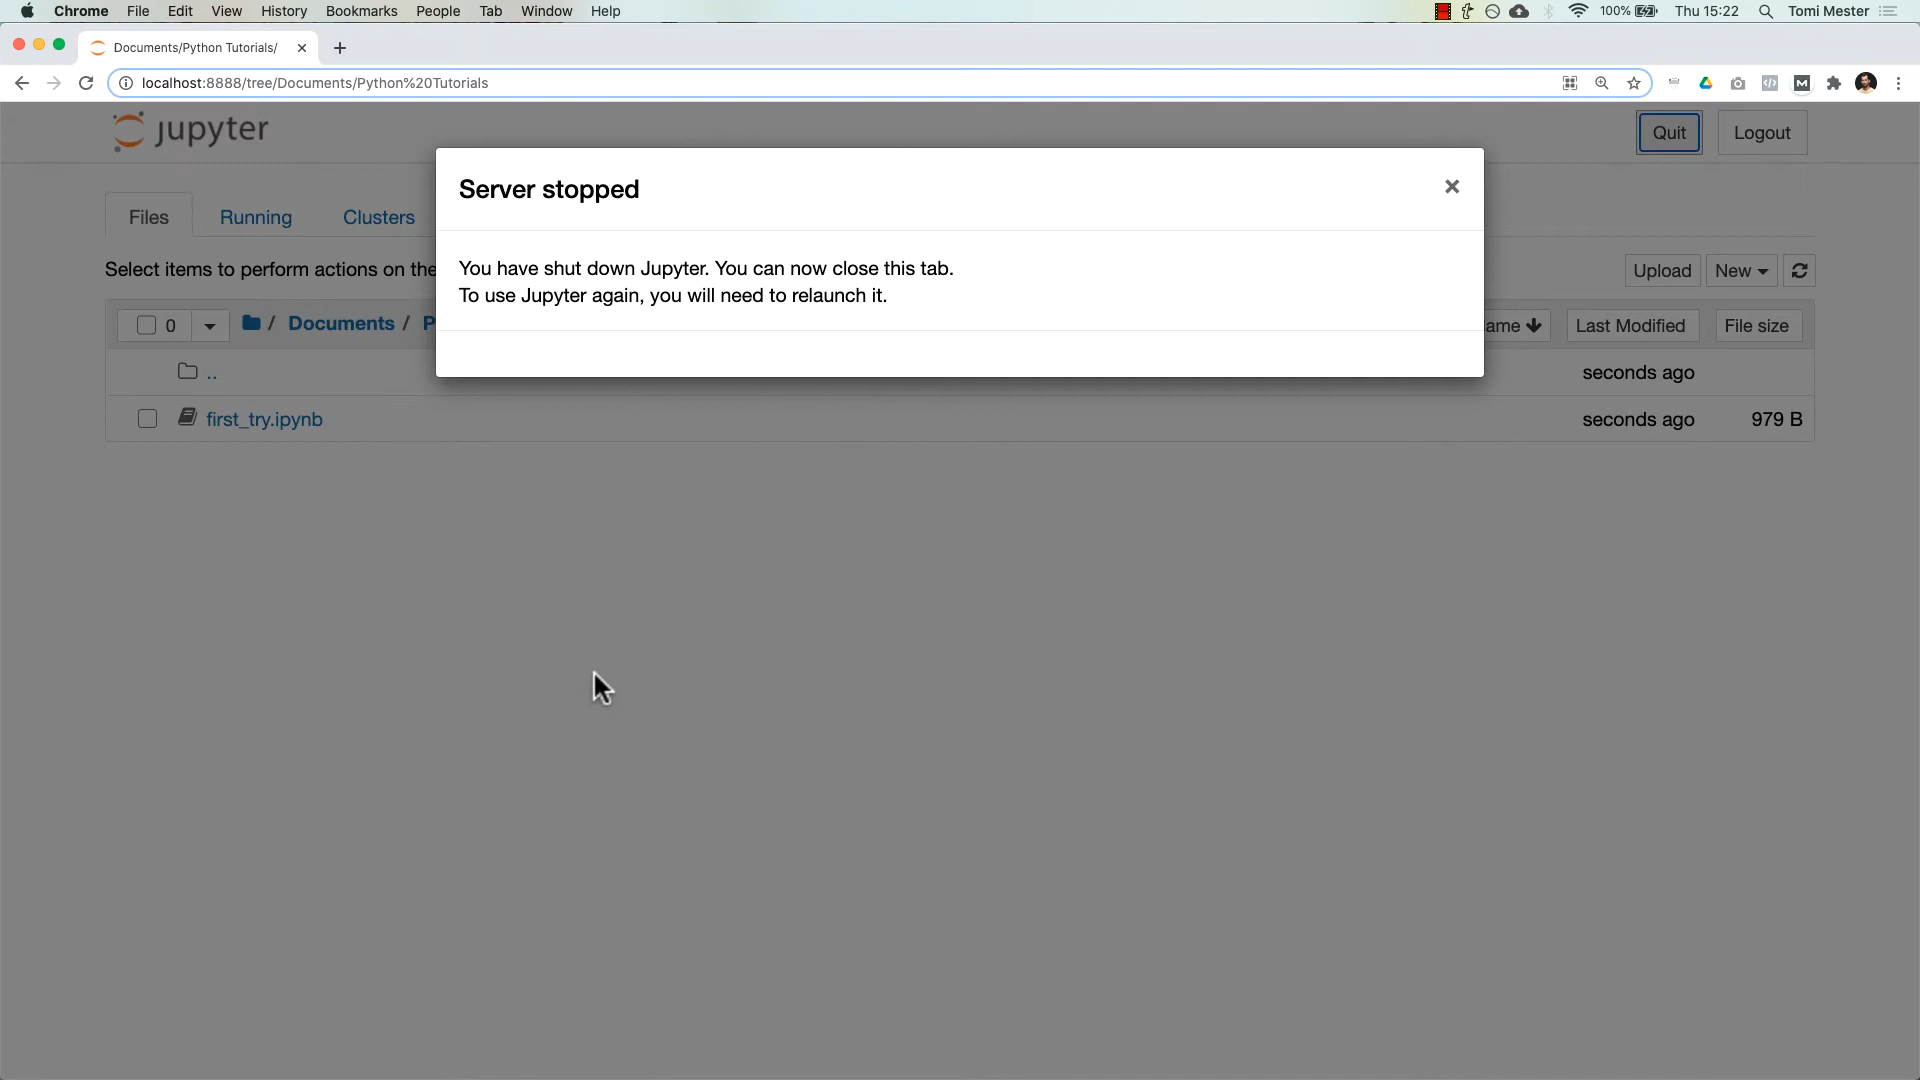 Chrome File Edit View History Bookmarks People Tab Window Help 100% Thu 15:22 Tomi Mester
Documents/Python Tutorials/
localhost:8888/tree/Documents/Python%20Tutorials
jupyter Quit Logout
Server stopped
Files Running Clusters
You have shut down Jupyter. You can now close this tab.
To use Jupyter again, you will need to relaunch it.
Select items to perform actions on the Upload New
0 / Documents / P ame Last Modified File size
.. seconds ago
first_try.ipynb seconds ago 979 B